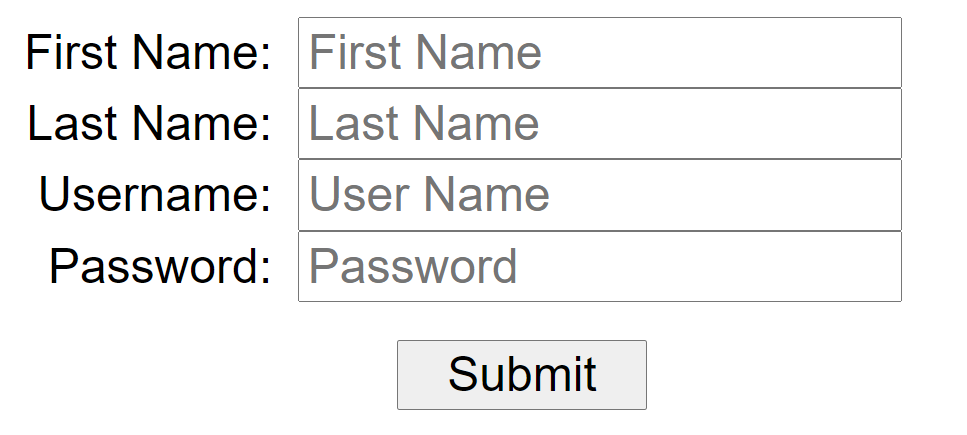 First Name: First Name
Last Name: Last Name
Username: User Name
Password: Password
Submit